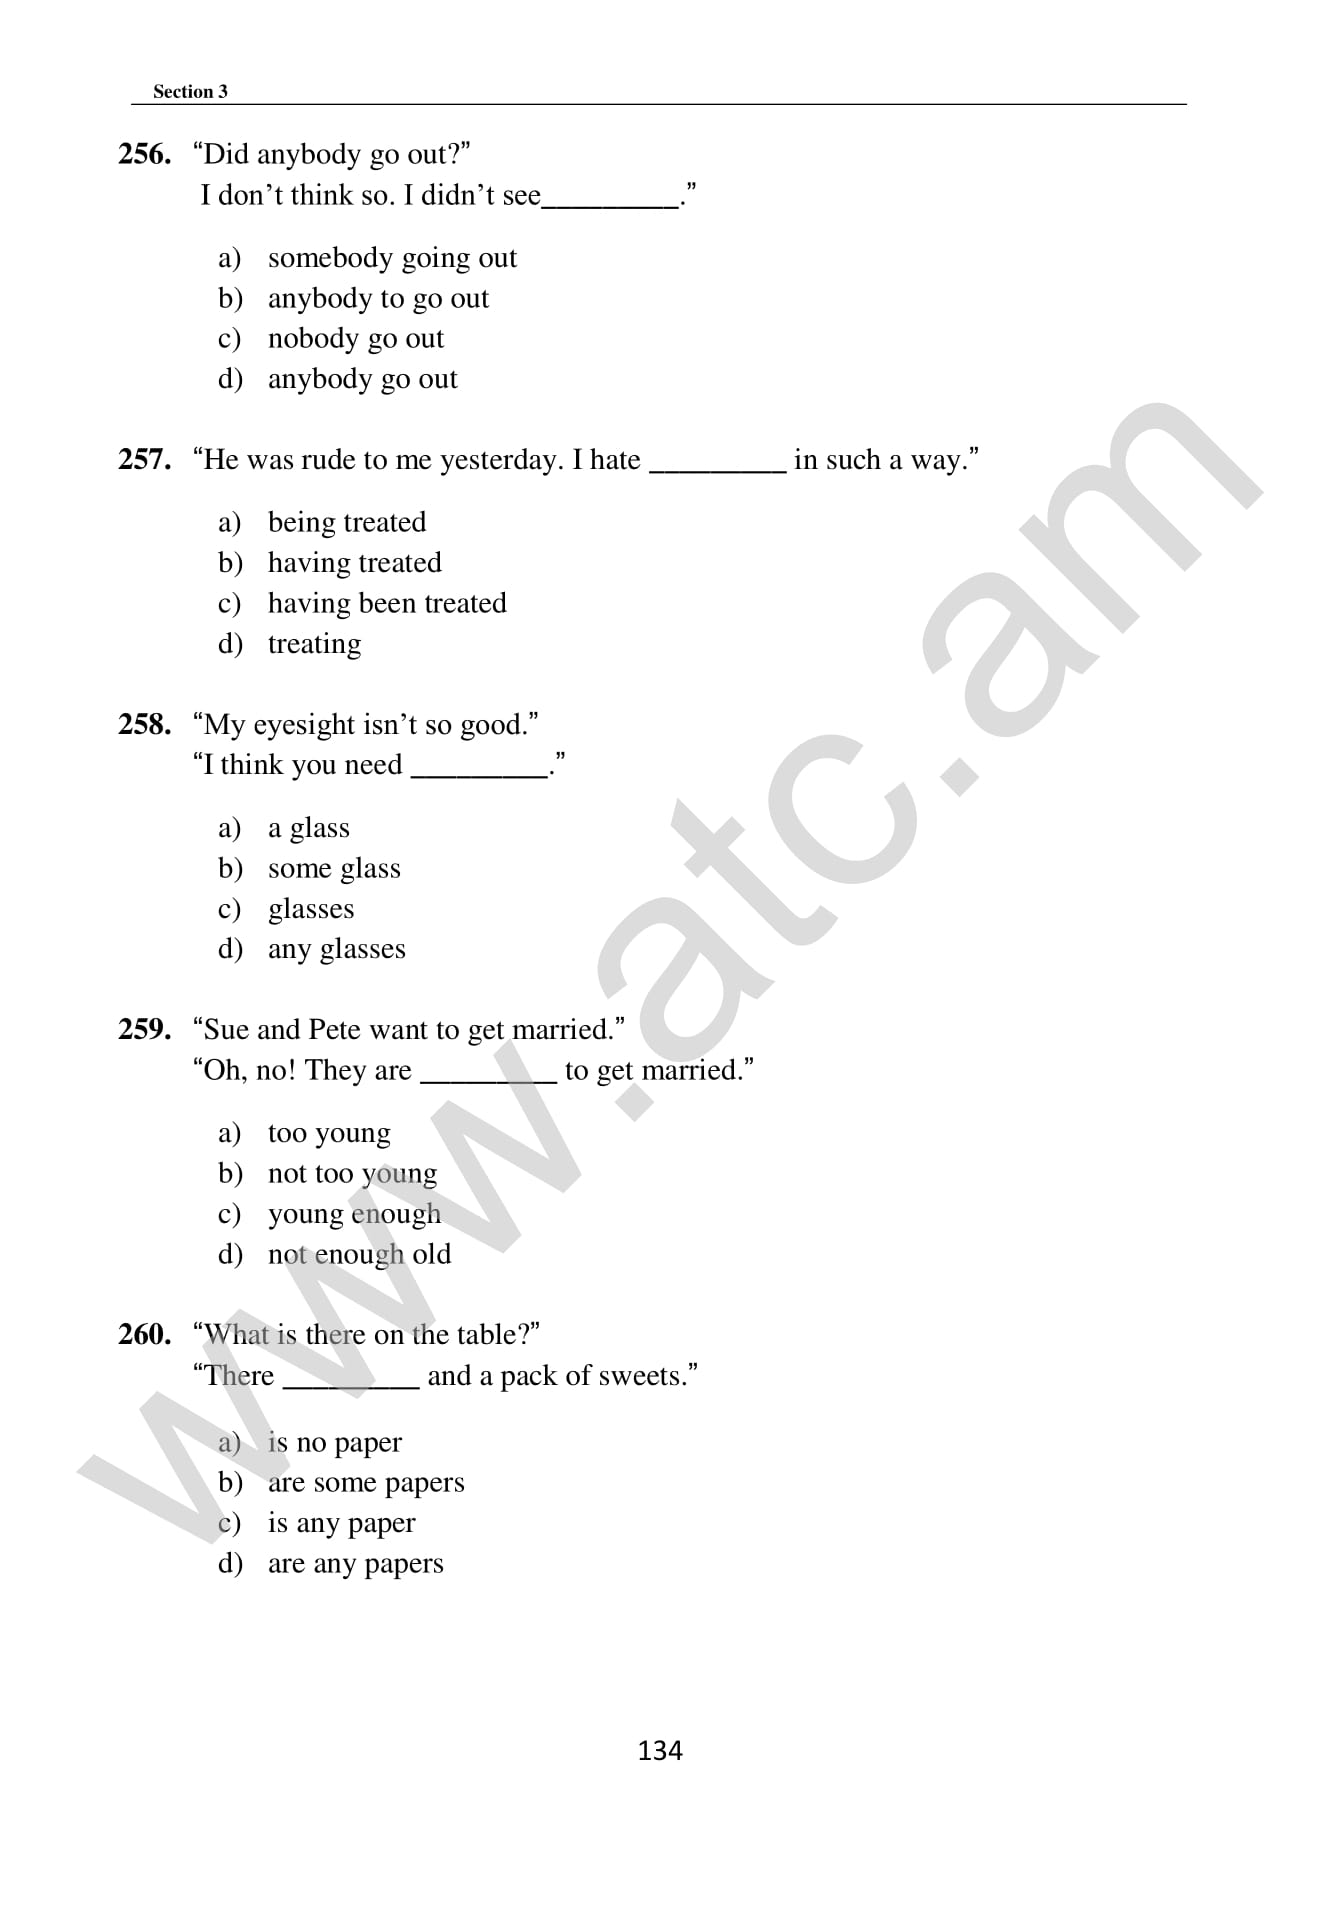 Section 3
256. “Did anybody go out?”
I don’t think so. I didn’t see_________.”
a) somebody going out
b) anybody to go out
c) nobody go out
d) anybody go out
257. “He was rude to me yesterday. I hate _________ in such a way.”
a) being treated
b) having treated
c) having been treated
d) treating
258. “My eyesight isn’t so good.”
“I think you need _________.”
a) a glass
b) some glass
c) glasses
d) any glasses
259. “Sue and Pete want to get married.”
“Oh, no! They are _________ to get married.”
a) too young
b) not too young
c) young enough
d) not enough old
260. “What is there on the table?”
“There _________ and a pack of sweets.”
a) is no paper
b) are some papers
c) is any paper
d) are any papers
134
www.atc.am